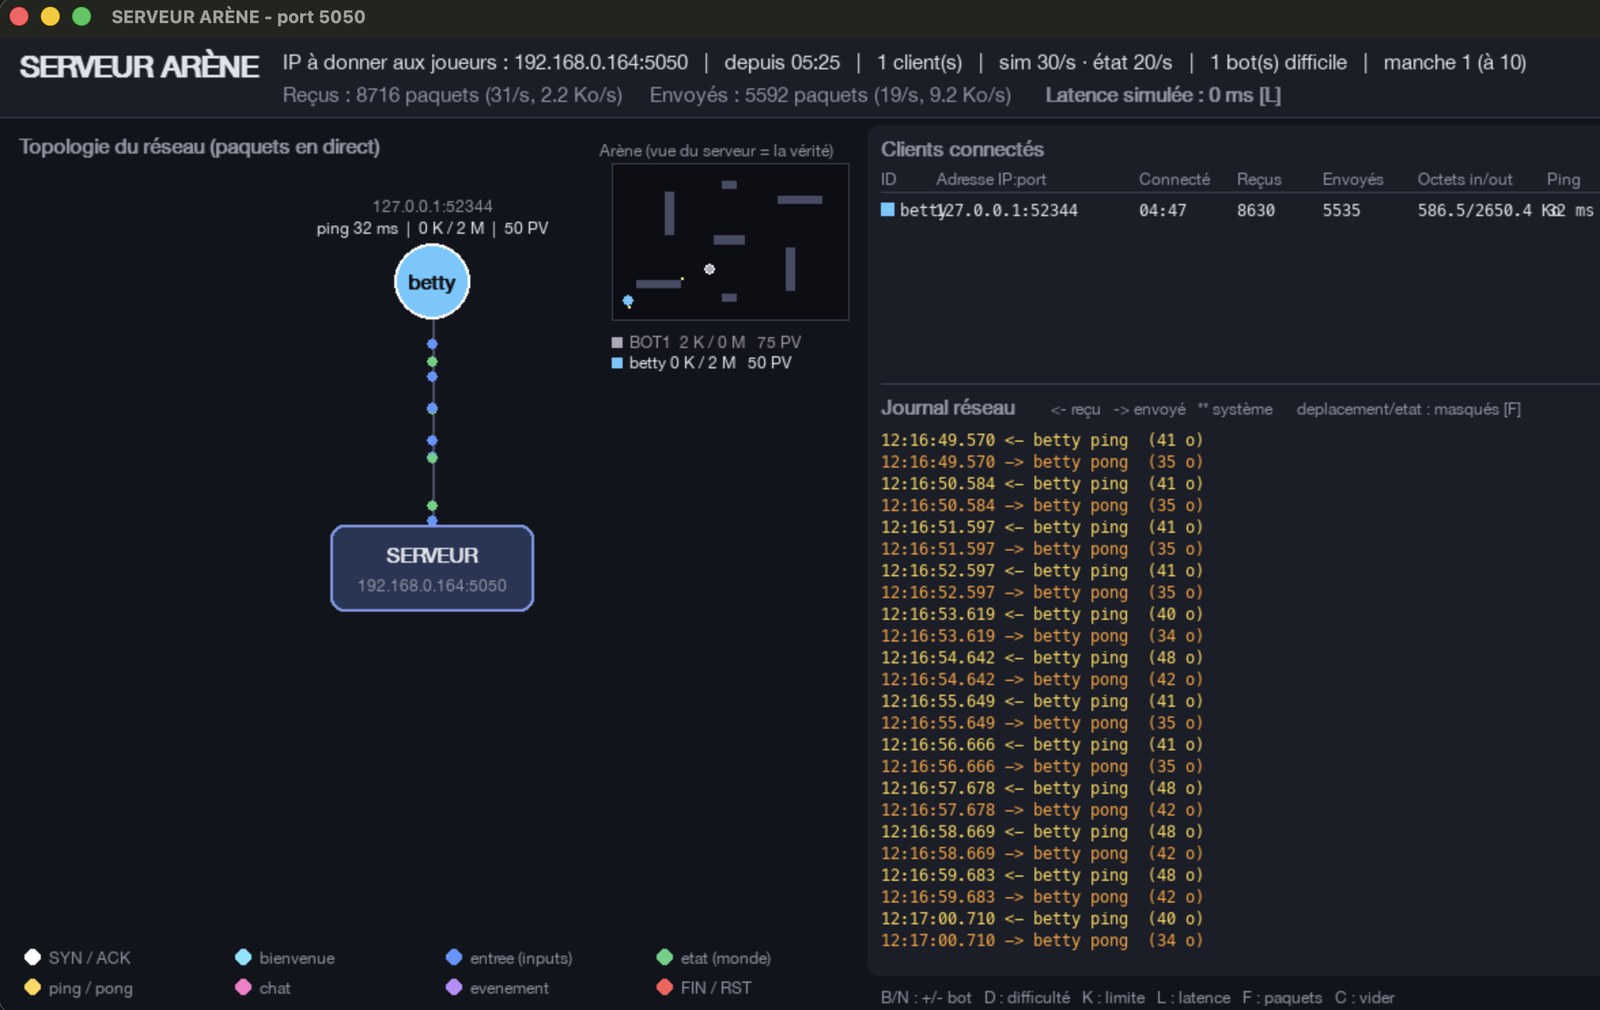 SERVEUR ARÈNE - port 5050
SERVEUR ARÈNE
IP à donner aux joueurs : 192.168.0.164:5050 | depuis 05:25 | 1 client(s) | sim 30/s · état 20/s | 1 bot(s) difficile | manche 1 (à 10)
Reçus : 8716 paquets (31/s, 2.2 Ko/s) Envoyés : 5592 paquets (19/s, 9.2 Ko/s) Latence simulée : 0 ms [L]
Topologie du réseau (paquets en direct)
127.0.0.1:52344
ping 32 ms | 0 K / 2 M | 50 PV
betty
SERVEUR
192.168.0.164:5050
Arène (vue du serveur = la vérité)
BOT1 2 K / 0 M 75 PV
betty 0 K / 2 M 50 PV
SYN / ACK bienvenue entree (inputs) etat (monde)
ping / pong chat evenement FIN / RST
Clients connectés
ID Adresse IP:port Connecté Reçus Envoyés Octets in/out Ping
betty 127.0.0.1:52344 04:47 8630 5535 586.5/2650.4 Ko 32 ms
Journal réseau <- reçu -> envoyé ** système deplacement/etat : masqués [F]
12:16:49.570 <- betty ping (41 o)
12:16:49.570 -> betty pong (35 o)
12:16:50.584 <- betty ping (41 o)
12:16:50.584 -> betty pong (35 o)
12:16:51.597 <- betty ping (41 o)
12:16:51.597 -> betty pong (35 o)
12:16:52.597 <- betty ping (41 o)
12:16:52.597 -> betty pong (35 o)
12:16:53.619 <- betty ping (40 o)
12:16:53.619 -> betty pong (34 o)
12:16:54.642 <- betty ping (48 o)
12:16:54.642 -> betty pong (42 o)
12:16:55.649 <- betty ping (41 o)
12:16:55.649 -> betty pong (35 o)
12:16:56.666 <- betty ping (41 o)
12:16:56.666 -> betty pong (35 o)
12:16:57.678 <- betty ping (48 o)
12:16:57.678 -> betty pong (42 o)
12:16:58.669 <- betty ping (48 o)
12:16:58.669 -> betty pong (42 o)
12:16:59.683 <- betty ping (48 o)
12:16:59.683 -> betty pong (42 o)
12:17:00.710 <- betty ping (40 o)
12:17:00.710 -> betty pong (34 o)
B/N : +/- bot D : difficulté K : limite L : latence F : paquets C : vider